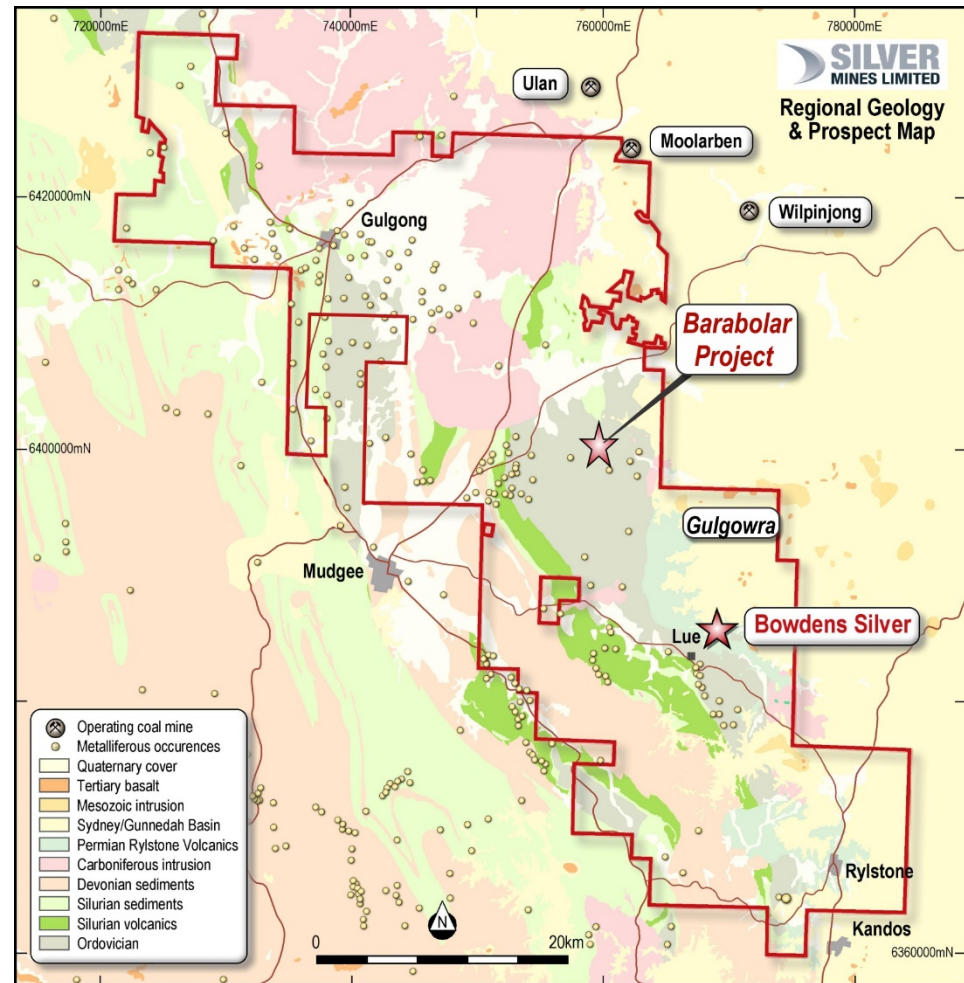 720000mE
740000mE
760000mE
780000mE
SILVER
MINES LIMITED
Regional Geology
& Prospect Map
Ulan
Moolarben
Wilpinjong
6420000mN
Gulgong
Barabolar
Project
6400000mN
Gulgowra
Mudgee
Bowdens Silver
Lue
Operating coal mine
Metalliferous occurences
Quaternary cover
Tertiary basalt
Mesozoic intrusion
Sydney/Gunnedah Basin
Permian Rylstone Volcanics
Carboniferous intrusion
Devonian sediments
Silurian sediments
Silurian volcanics
Ordovician
Rylstone
Kandos
N
0
20km
6360000mN